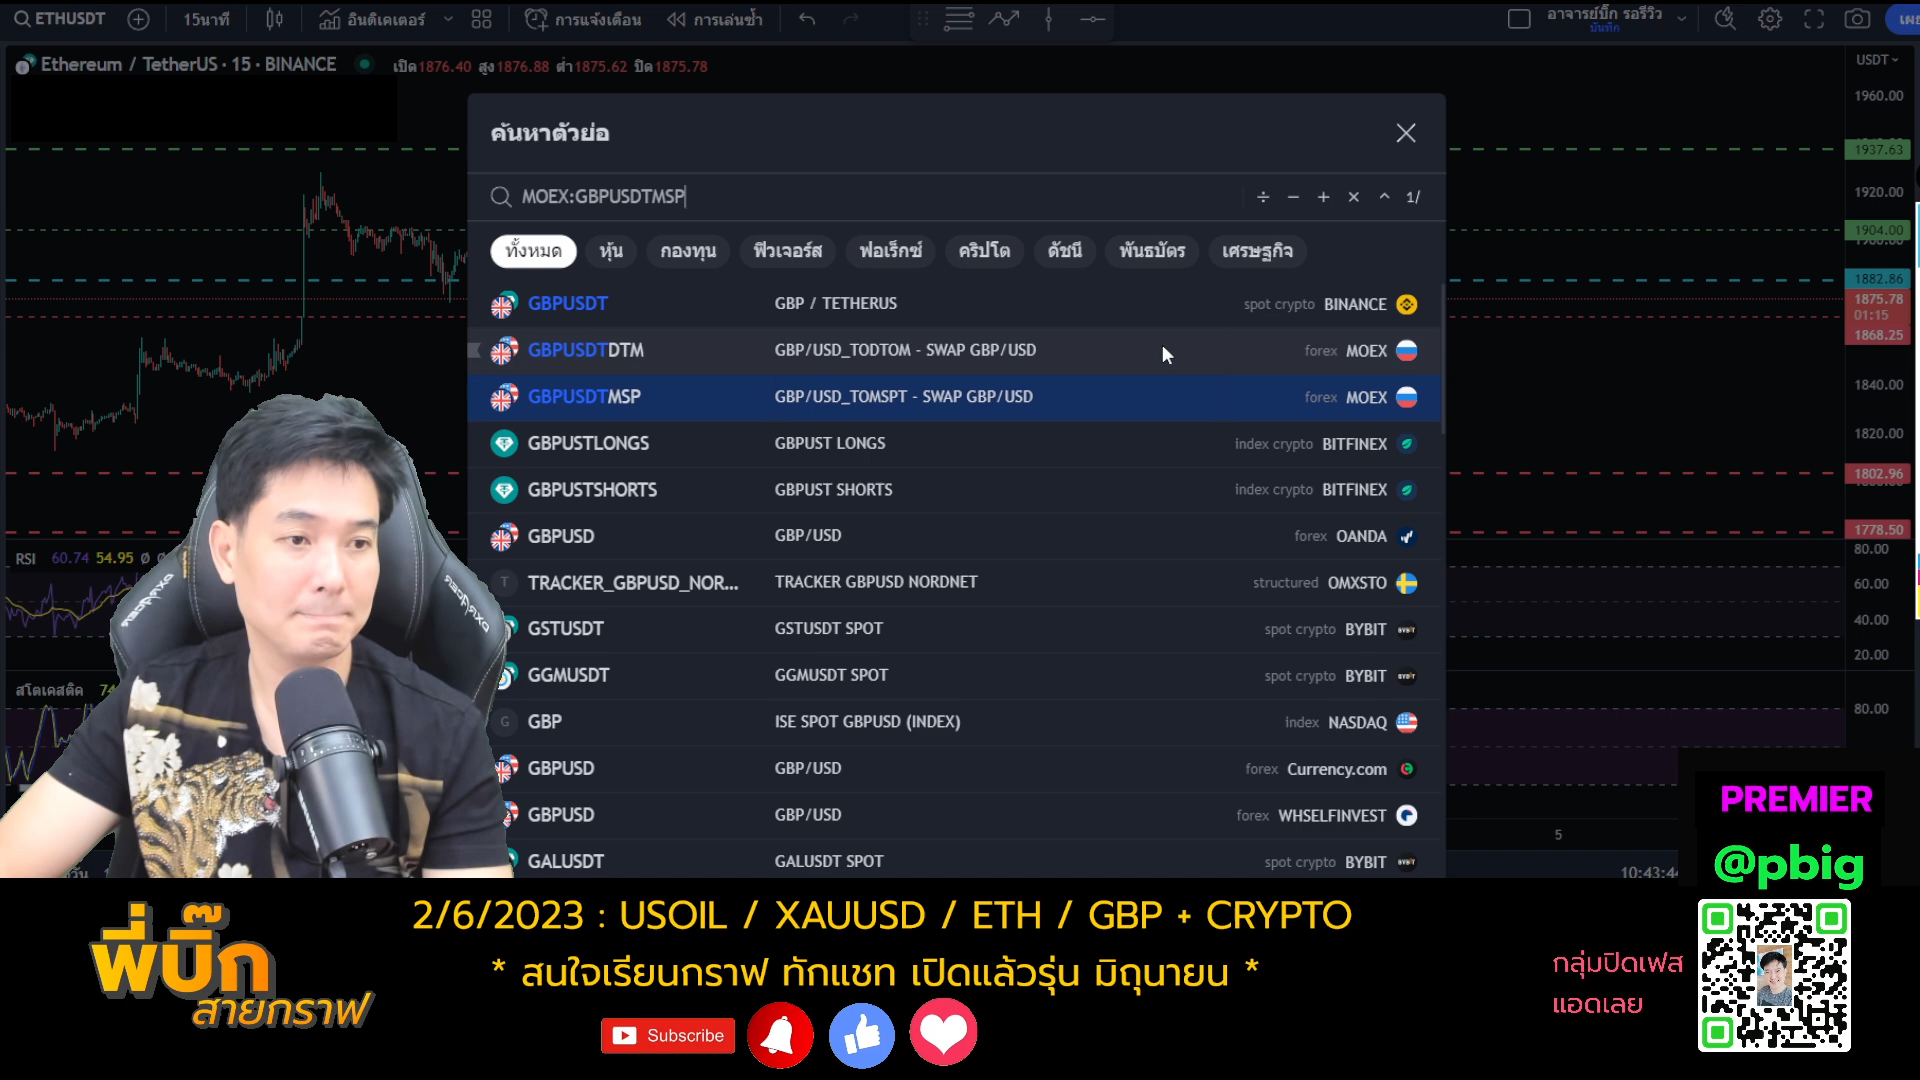 ETHUSDT
15นาที
อินดิเคเตอร์
การแจ้งเตือน
การเล่นซ้ำ
อาจารย์บิ๊ก รอรีวิว
บันทึก
Ethereum / TetherUS · 15 · BINANCE
เปิด1876.40 สูง1876.88 ต่ำ1875.62 ปิด1875.78
USDT
1960.00
1937.63
1920.00
1904.00
1882.86
1875.78
01:15
1868.25
1840.00
1820.00
1802.96
1778.50
80.00
60.00
40.00
20.00
80.00
ค้นหาตัวย่อ
MOEX:GBPUSDTMSP
÷ − + × ^ 1/
ทั้งหมด หุ้น กองทุน ฟิวเจอร์ส ฟอเร็กซ์ คริปโต ดัชนี พันธบัตร เศรษฐกิจ
GBPUSDT GBP / TETHERUS spot crypto BINANCE
GBPUSDTDTM GBP/USD_TODTOM - SWAP GBP/USD forex MOEX
GBPUSDTMSP GBP/USD_TOMSPT - SWAP GBP/USD forex MOEX
GBPUSTLONGS GBPUST LONGS index crypto BITFINEX
GBPUSTSHORTS GBPUST SHORTS index crypto BITFINEX
GBPUSD GBP/USD forex OANDA
T TRACKER_GBPUSD_NOR... TRACKER GBPUSD NORDNET structured OMXSTO
GSTUSDT GSTUSDT SPOT spot crypto BYBIT
GGMUSDT GGMUSDT SPOT spot crypto BYBIT
G GBP ISE SPOT GBPUSD (INDEX) index NASDAQ
GBPUSD GBP/USD forex Currency.com
GBPUSD GBP/USD forex WHSELFINVEST
GALUSDT GALUSDT SPOT spot crypto BYBIT
RSI 60.74 54.95
สโตเคสติค
DXRACER
DXRACER
5
PREMIER
@pbig
พี่บิ๊ก
สายกราฟ
2/6/2023 : USOIL / XAUUSD / ETH / GBP + CRYPTO
* สนใจเรียนกราฟ ทักแชท เปิดแล้วรุ่น มิถุนายน *
Subscribe
กลุ่มปิดเฟส
แอดเลย